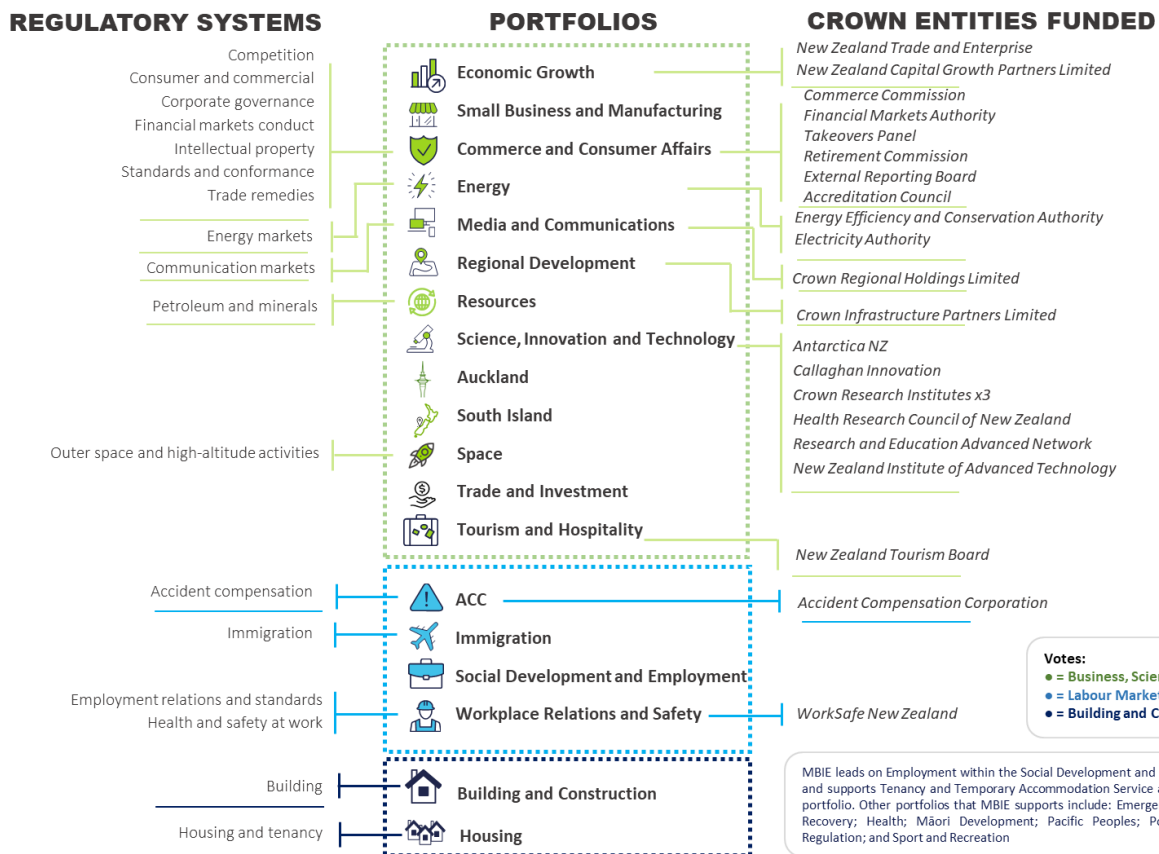 REGULATORY SYSTEMS
Competition
Consumer and commercial
Corporate governance
Financial markets conduct
Intellectual property
Standards and conformance
Trade remedies
Energy markets
Communication markets
Petroleum and minerals
Outer space and high-altitude activities
Accident compensation
Immigration
Employment relations and standards
Health and safety at work
Building
Housing and tenancy
PORTFOLIOS
Economic Growth
Small Business and Manufacturing
Commerce and Consumer Affairs
Energy
Media and Communications
Regional Development
Resources
Science, Innovation and Technology
Auckland
South Island
Space
Trade and Investment
Tourism and Hospitality
ACC
Immigration
Social Development and Employment
Workplace Relations and Safety
Building and Construction
Housing
CROWN ENTITIES FUNDED
New Zealand Trade and Enterprise
New Zealand Capital Growth Partners Limited
Commerce Commission
Financial Markets Authority
Takeovers Panel
Retirement Commission
External Reporting Board
Accreditation Council
Energy Efficiency and Conservation Authority
Electricity Authority
Crown Regional Holdings Limited
Crown Infrastructure Partners Limited
Antarctica NZ
Callaghan Innovation
Crown Research Institutes x3
Health Research Council of New Zealand
Research and Education Advanced Network
New Zealand Institute of Advanced Technology
New Zealand Tourism Board
Accident Compensation Corporation
WorkSafe New Zealand
Votes:
● = Business, Scien
● = Labour Market
● = Building and C
MBIE leads on Employment within the Social Development and
and supports Tenancy and Temporary Accommodation Service a
portfolio. Other portfolios that MBIE supports include: Emerge
Recovery; Health; Māori Development; Pacific Peoples; Po
Regulation; and Sport and Recreation